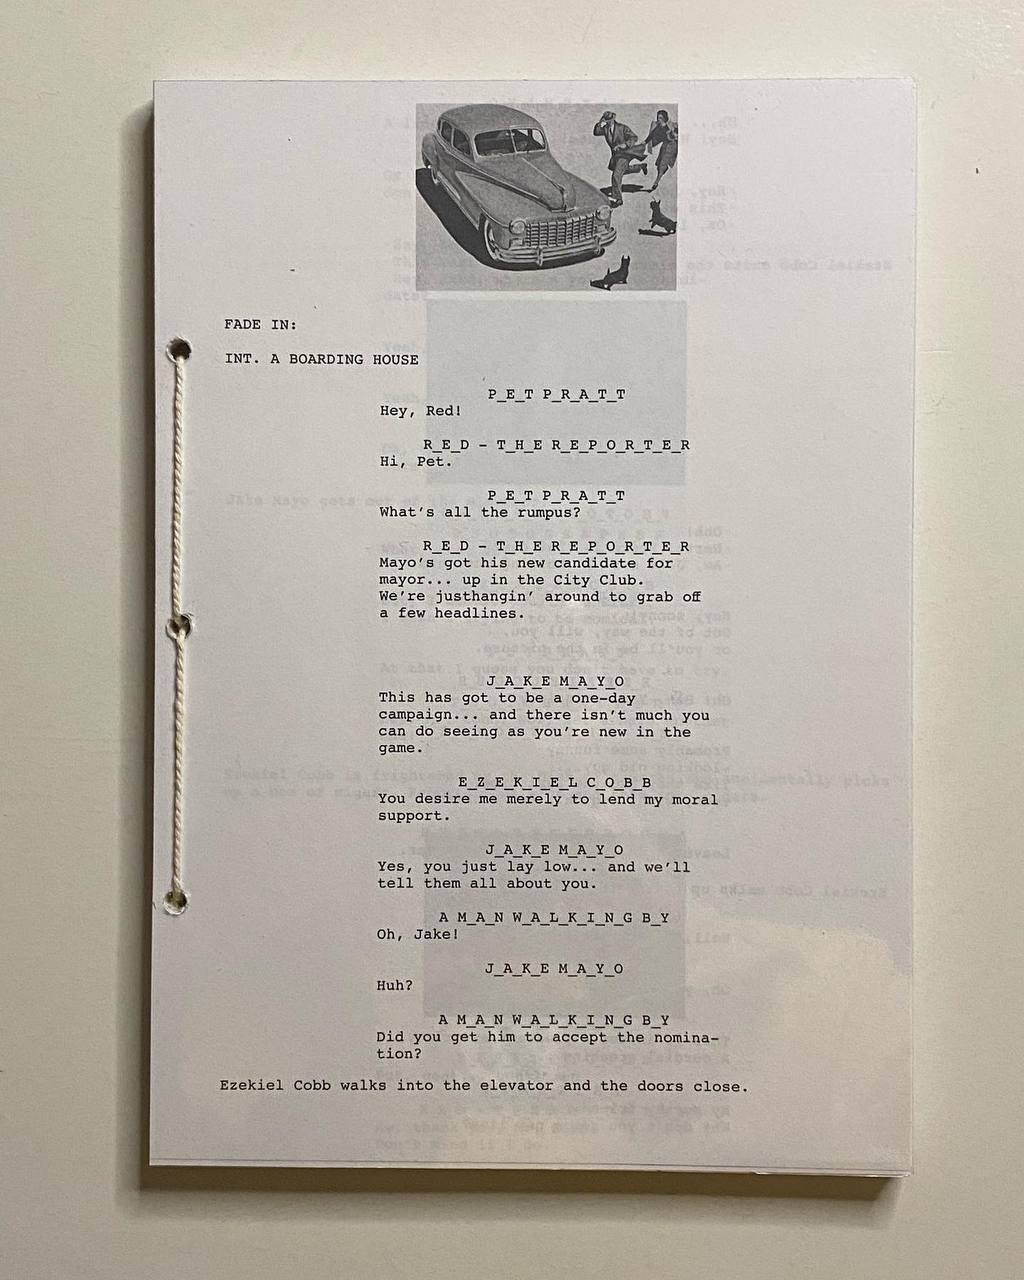 FADE IN:
INT. A BOARDING HOUSE
P_E_T P_R_A_T_T
Hey, Red!
R_E_D – T_H_E R_E_P_O_R_T_E_R
Hi, Pet.
P_E_T P_R_A_T_T
What's all the rumpus?
R_E_D – T_H_E R_E_P_O_R_T_E_R
Mayo's got his new candidate for
mayor... up in the City Club.
We're justhangin' around to grab off
a few headlines.
J_A_K_E M_A_Y_O
This has got to be a one-day
campaign... and there isn't much you
can do seeing as you're new in the
game.
E_Z_E_K_I_E_L C_O_B_B
You desire me merely to lend my moral
support.
J_A_K_E M_A_Y_O
Yes, you just lay low... and we'll
tell them all about you.
A M_A_N W_A_L_K_I_N_G B_Y
Oh, Jake!
J_A_K_E M_A_Y_O
Huh?
A M_A_N W_A_L_K_I_N_G B_Y
Did you get him to accept the nomina–
tion?
Ezekiel Cobb walks into the elevator and the doors close.